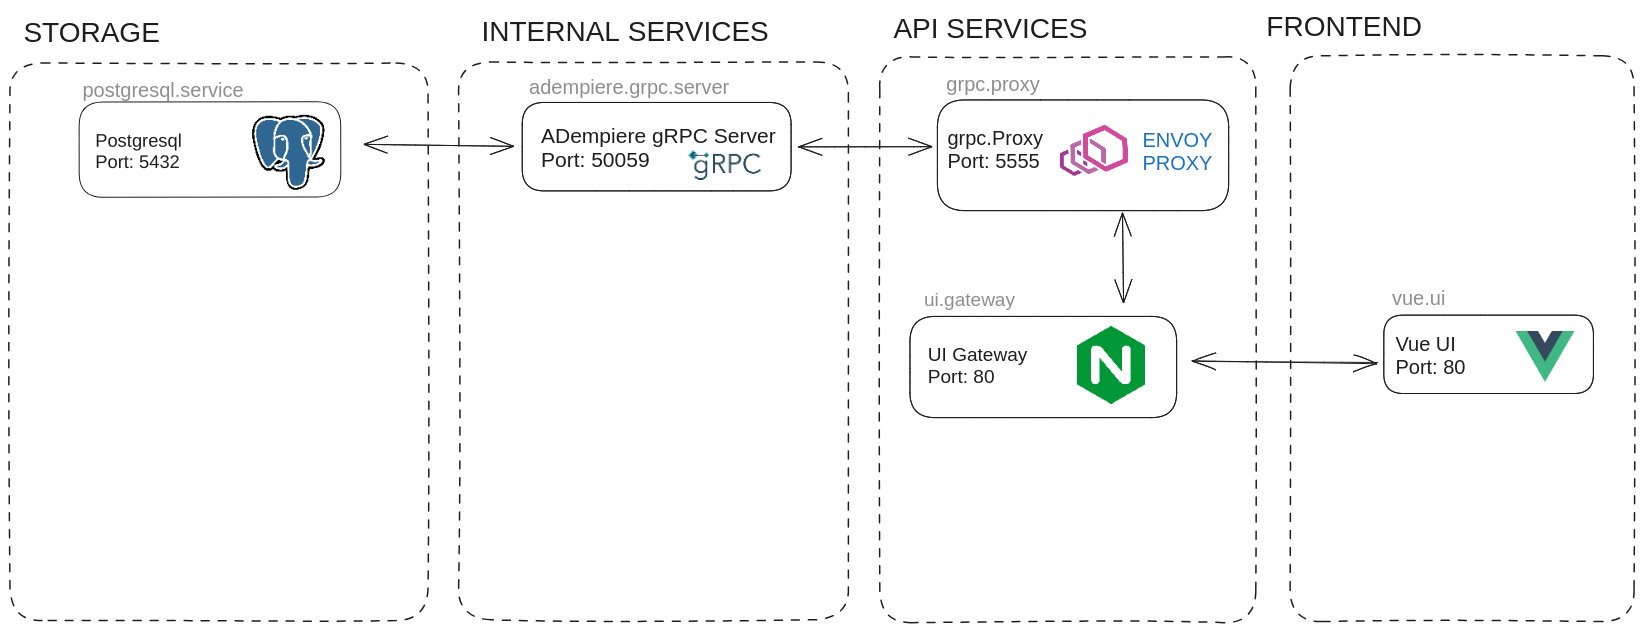 STORAGE
postgresql.service
Postgresql
Port: 5432
INTERNAL SERVICES
adempiere.grpc.server
ADempiere gRPC Server
Port: 50059
gRPC
API SERVICES
grpc.proxy
grpc.Proxy
Port: 5555
ENVOY
PROXY
ui.gateway
UI Gateway
Port: 80
N
FRONTEND
vue.ui
Vue UI
Port: 80